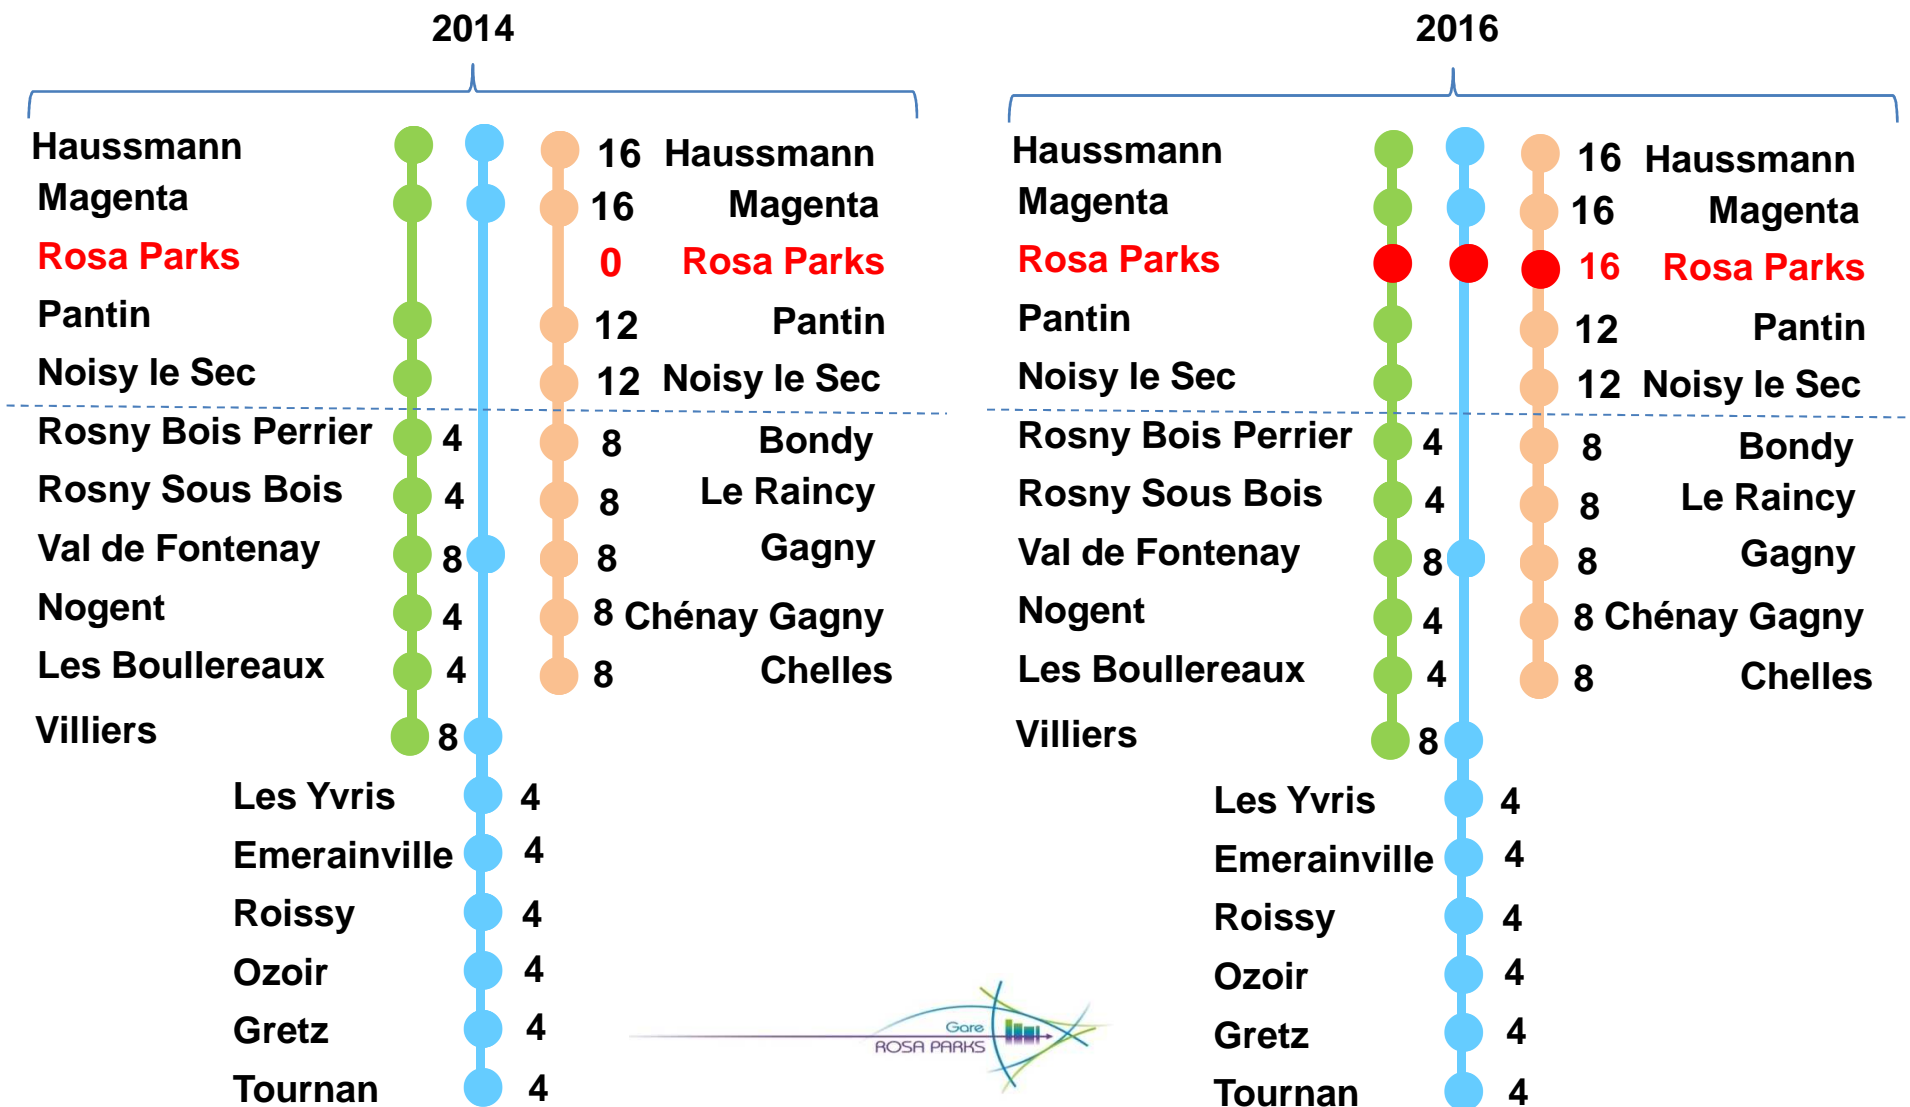 2014
Haussmann 16 Haussmann
Magenta 16 Magenta
Rosa Parks 0 Rosa Parks
Pantin 12 Pantin
Noisy le Sec 12 Noisy le Sec
Rosny Bois Perrier 4 8 Bondy
Rosny Sous Bois 4 8 Le Raincy
Val de Fontenay 8 8 Gagny
Nogent 4 8 Chénay Gagny
Les Boullereaux 4 8 Chelles
Villiers 8
Les Yvris 4
Emerainville 4
Roissy 4
Ozoir 4
Gretz 4
Tournan 4
Gare
ROSA PARKS
2016
Haussmann 16 Haussmann
Magenta 16 Magenta
Rosa Parks 16 Rosa Parks
Pantin 12 Pantin
Noisy le Sec 12 Noisy le Sec
Rosny Bois Perrier 4 8 Bondy
Rosny Sous Bois 4 8 Le Raincy
Val de Fontenay 8 8 Gagny
Nogent 4 8 Chénay Gagny
Les Boullereaux 4 8 Chelles
Villiers 8
Les Yvris 4
Emerainville 4
Roissy 4
Ozoir 4
Gretz 4
Tournan 4